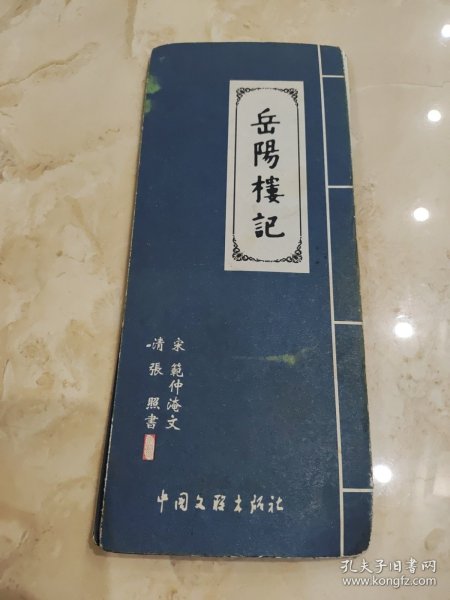 岳陽樓記
宋 範仲淹文
清 張照書
中国文联出版社
孔夫子旧书网
www.kongfz.com